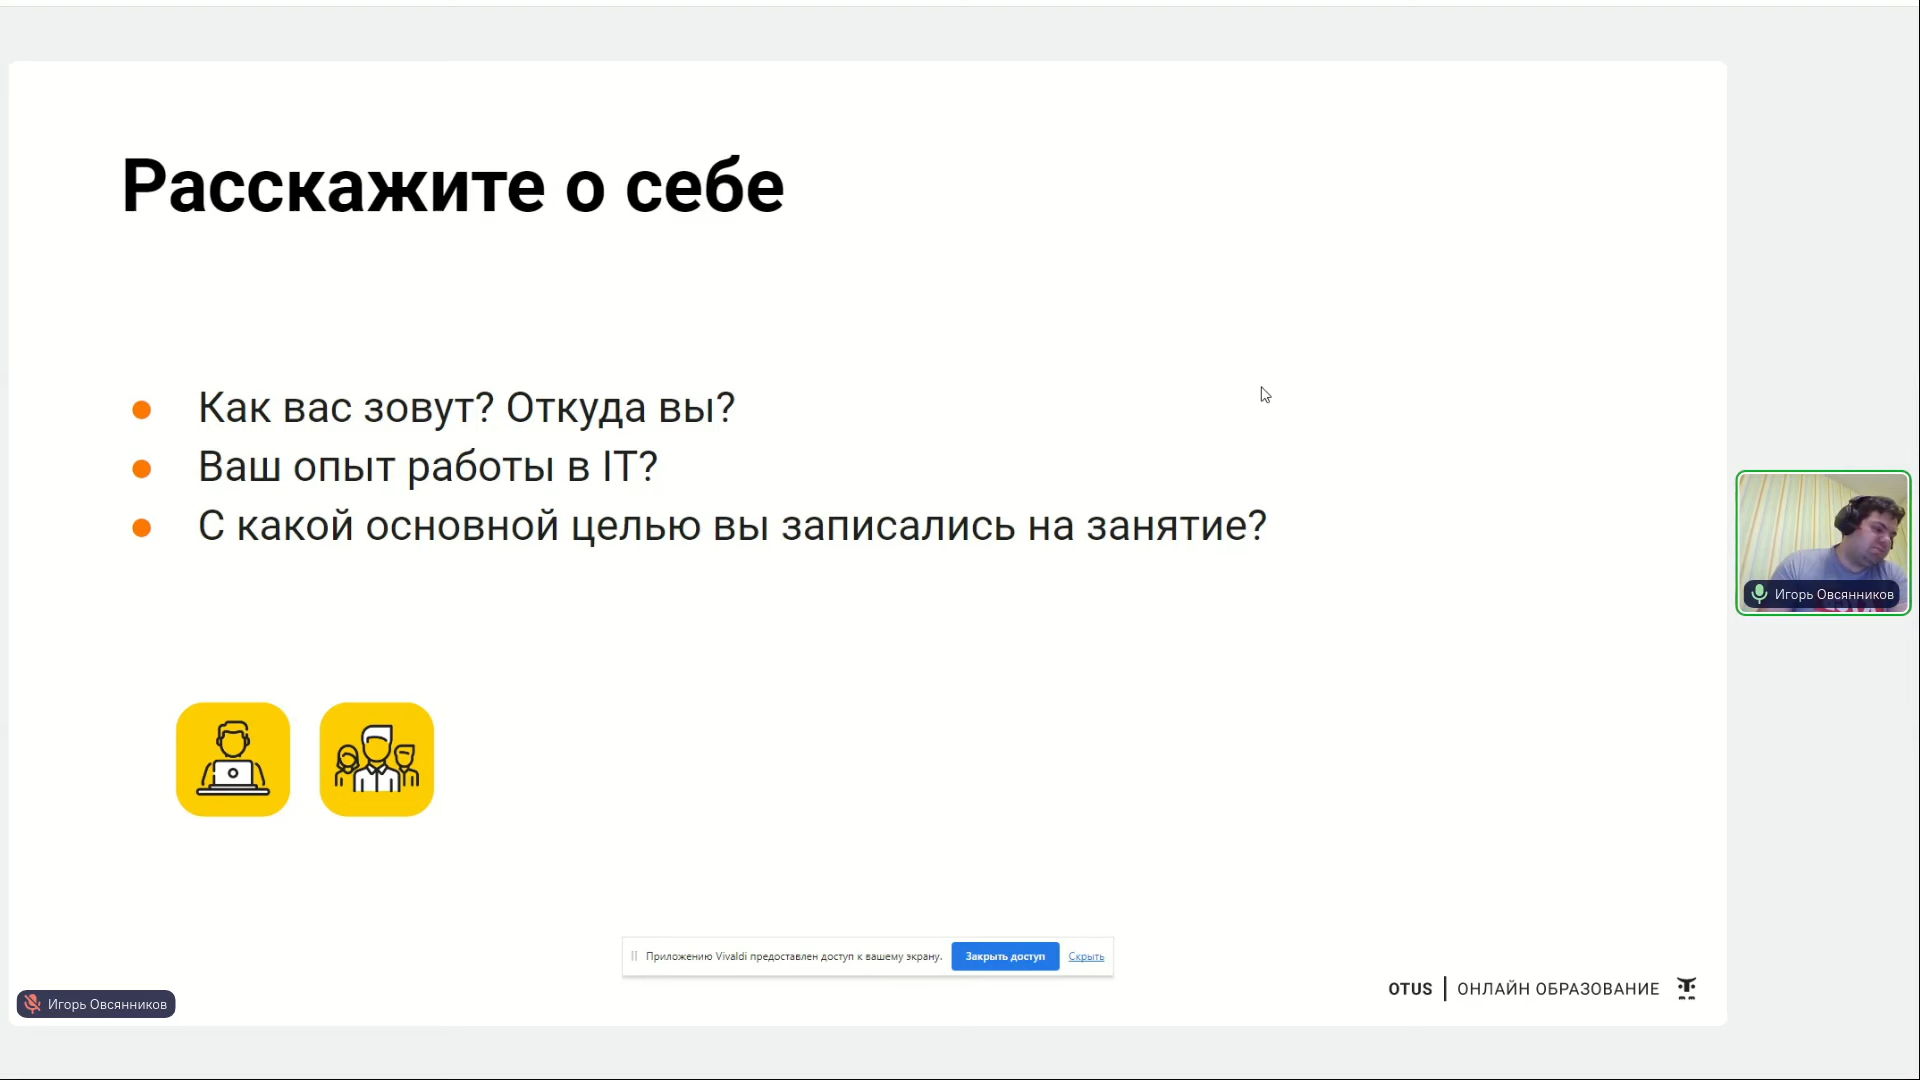 Расскажите о себе
Как вас зовут? Откуда вы?
Ваш опыт работы в IT?
С какой основной целью вы записались на занятие?
Игорь Овсянников
Приложению Vivaldi предоставлен доступ к вашему экрану. Закрыть доступ Скрыть
OTUS | ОНЛАЙН ОБРАЗОВАНИЕ
Игорь Овсянников